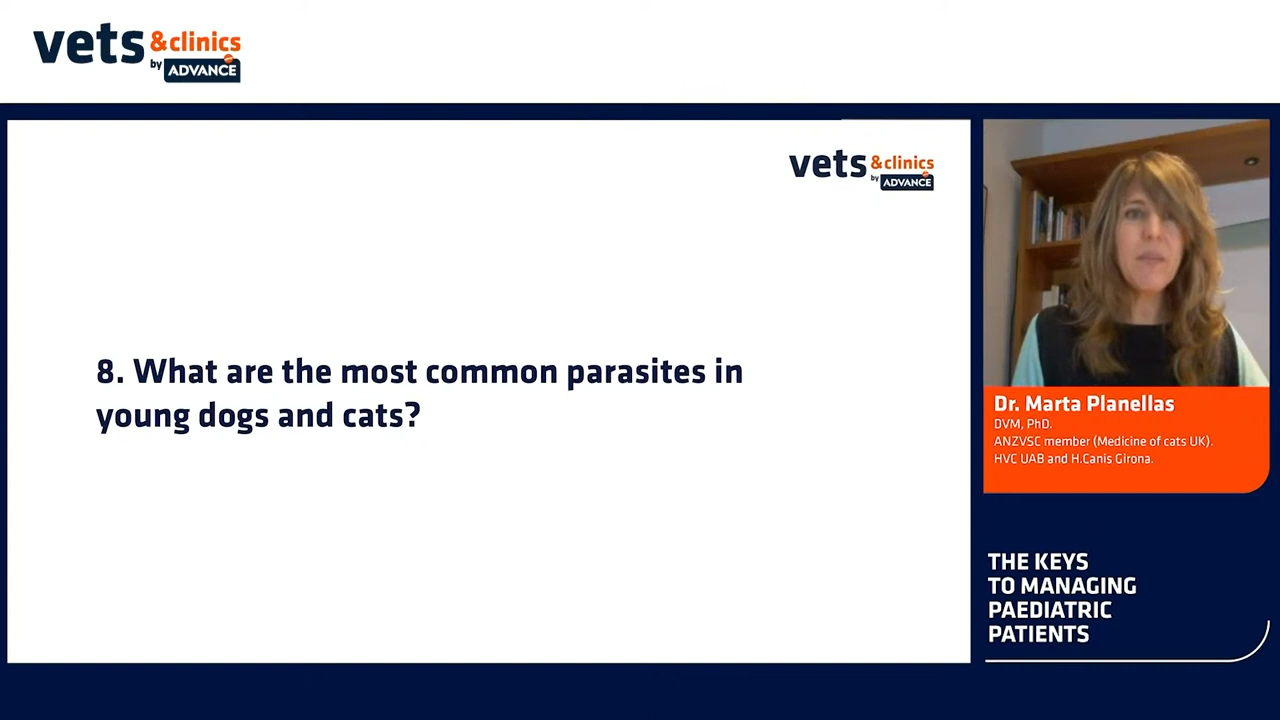 vets &clinics
by ADVANCE
vets &clinics
by ADVANCE
8. What are the most common parasites in
young dogs and cats?
Dr. Marta Planellas
DVM, PhD.
ANZVSC member (Medicine of cats UK).
HVC UAB and H.Canis Girona.
THE KEYS
TO MANAGING
PAEDIATRIC
PATIENTS